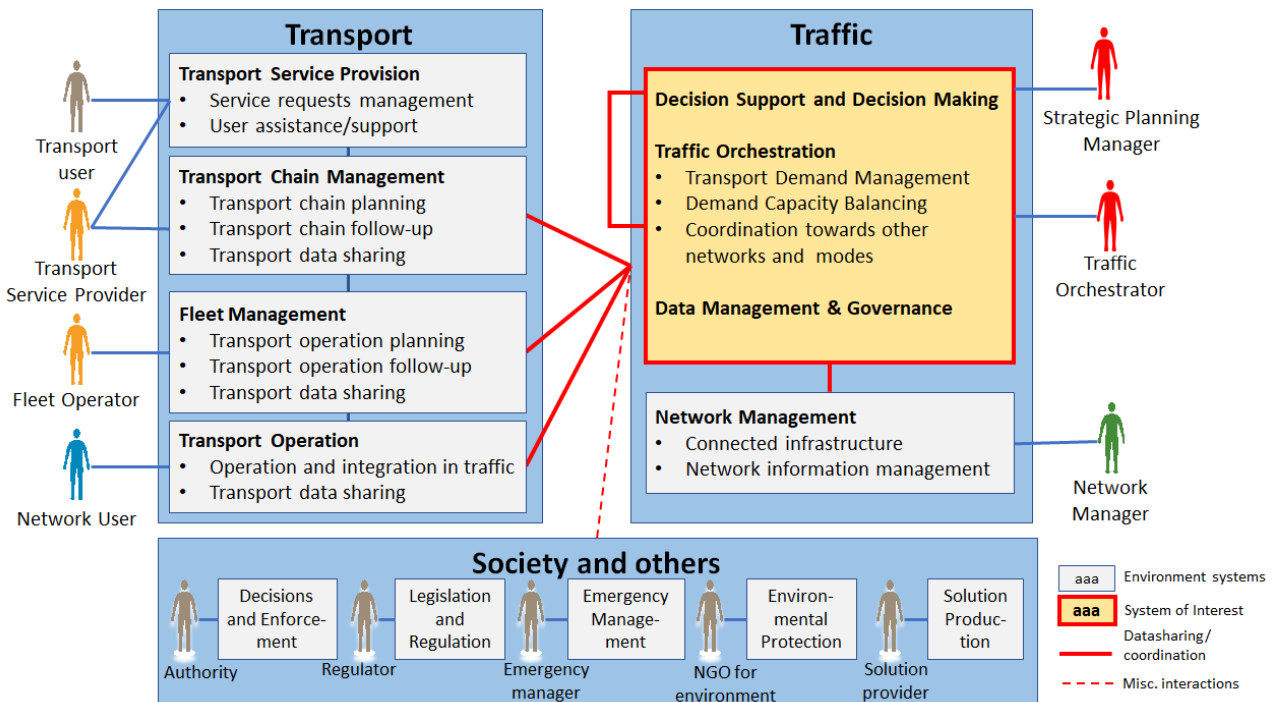 Transport
Transport Service Provision
• Service requests management
• User assistance/support
Transport Chain Management
• Transport chain planning
• Transport chain follow-up
• Transport data sharing
Fleet Management
• Transport operation planning
• Transport operation follow-up
• Transport data sharing
Transport Operation
• Operation and integration in traffic
• Transport data sharing
Transport
user
Transport
Service Provider
Fleet Operator
Network User
Traffic
Decision Support and Decision Making
Traffic Orchestration
• Transport Demand Management
• Demand Capacity Balancing
• Coordination towards other
networks and modes
Data Management & Governance
Network Management
• Connected infrastructure
• Network information management
Strategic Planning
Manager
Traffic
Orchestrator
Network
Manager
Society and others
Authority
Decisions
and Enforce-
ment
Regulator
Legislation
and
Regulation
Emergency
manager
Emergency
Manage-
ment
NGO for
environment
Environ-
mental
Protection
Solution
provider
Solution
Produc-
tion
aaa Environment systems
aaa System of Interest
Datasharing/
coordination
Misc. interactions